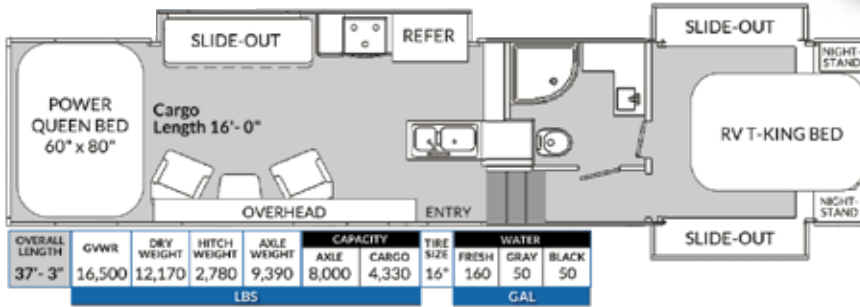 SLIDE-OUT
REFER
SLIDE-OUT
NIGHT-
STAND
POWER
QUEEN BED
60" x 80"
Cargo
Length 16'- 0"
RV T-KING BED
OVERHEAD
ENTRY
NIGHT-
STAND
SLIDE-OUT
OVERALL
LENGTH
GVWR
DRY
WEIGHT
HITCH
WEIGHT
AXLE
WEIGHT
CAPACITY
AXLE
CARGO
TIRE
SIZE
WATER
FRESH
GRAY
BLACK
37'- 3"
16,500
12,170
2,780
9,390
8,000
4,330
16"
160
50
50
LBS
GAL